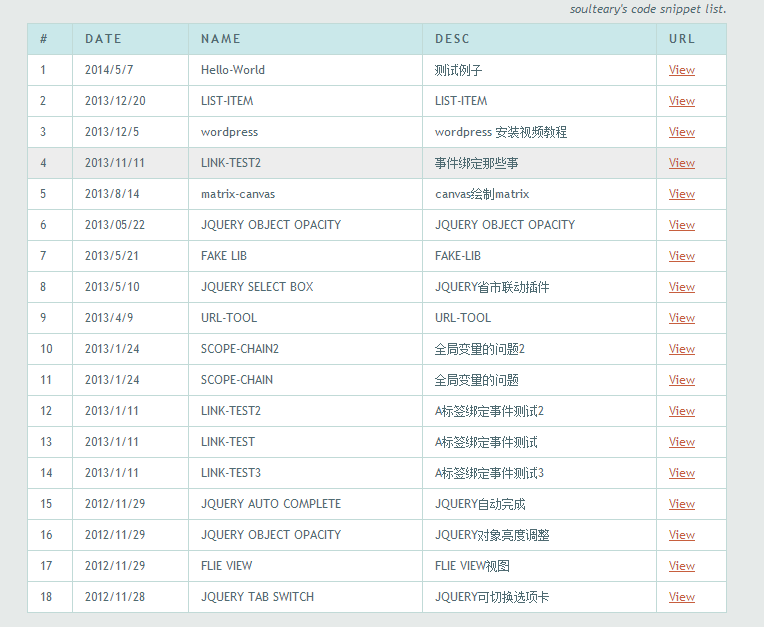 soulteary's code snippet list.
# DATE NAME DESC URL
1 2014/5/7 Hello-World 测试例子 View
2 2013/12/20 LIST-ITEM LIST-ITEM View
3 2013/12/5 wordpress wordpress 安装视频教程 View
4 2013/11/11 LINK-TEST2 事件绑定那些事 View
5 2013/8/14 matrix-canvas canvas绘制matrix View
6 2013/05/22 JQUERY OBJECT OPACITY JQUERY OBJECT OPACITY View
7 2013/5/21 FAKE LIB FAKE-LIB View
8 2013/5/10 JQUERY SELECT BOX JQUERY省市联动插件 View
9 2013/4/9 URL-TOOL URL-TOOL View
10 2013/1/24 SCOPE-CHAIN2 全局变量的问题2 View
11 2013/1/24 SCOPE-CHAIN 全局变量的问题 View
12 2013/1/11 LINK-TEST2 A标签绑定事件测试2 View
13 2013/1/11 LINK-TEST A标签绑定事件测试 View
14 2013/1/11 LINK-TEST3 A标签绑定事件测试3 View
15 2012/11/29 JQUERY AUTO COMPLETE JQUERY自动完成 View
16 2012/11/29 JQUERY OBJECT OPACITY JQUERY对象亮度调整 View
17 2012/11/29 FLIE VIEW FLIE VIEW视图 View
18 2012/11/28 JQUERY TAB SWITCH JQUERY可切换选项卡 View